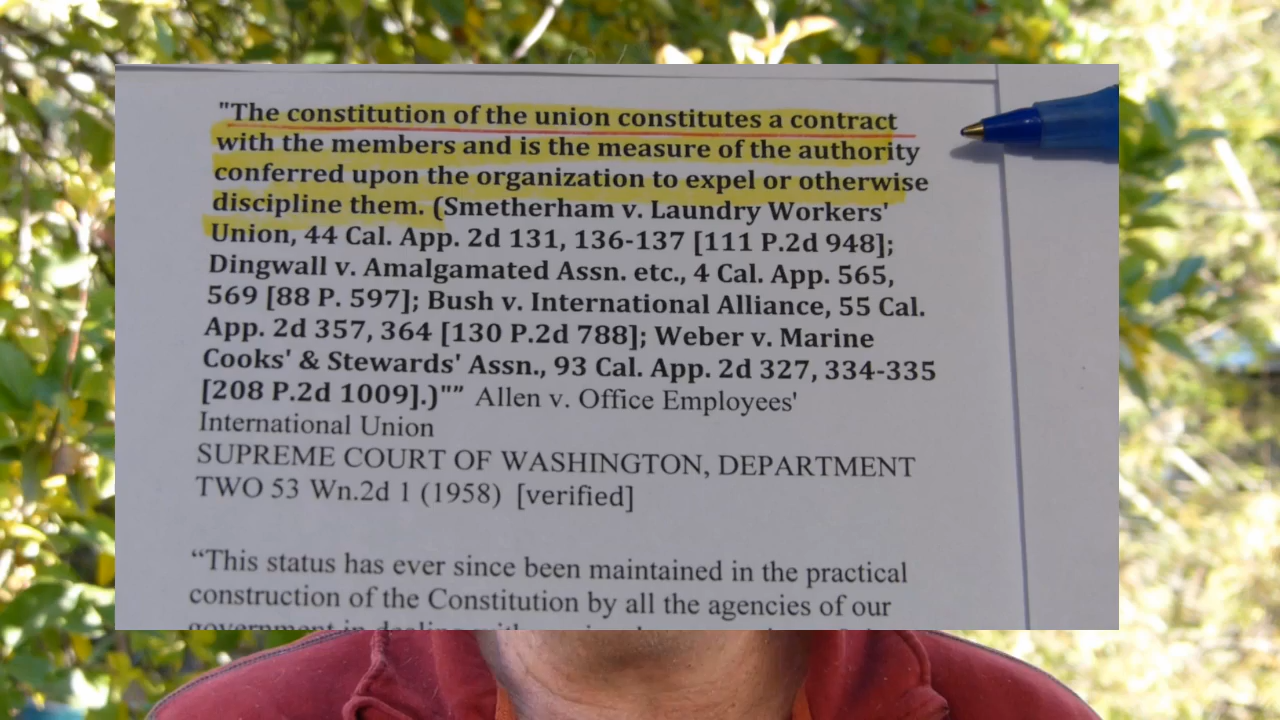 "The constitution of the union constitutes a contract
with the members and is the measure of the authority
conferred upon the organization to expel or otherwise
discipline them. (Smetherham v. Laundry Workers'
Union, 44 Cal. App. 2d 131, 136-137 [111 P.2d 948];
Dingwall v. Amalgamated Assn. etc., 4 Cal. App. 565,
569 [88 P. 597]; Bush v. International Alliance, 55 Cal.
App. 2d 357, 364 [130 P.2d 788]; Weber v. Marine
Cooks' & Stewards' Assn., 93 Cal. App. 2d 327, 334-335
[208 P.2d 1009].)"" Allen v. Office Employees'
International Union
SUPREME COURT OF WASHINGTON, DEPARTMENT
TWO 53 Wn.2d 1 (1958) [verified]
“This status has ever since been maintained in the practical
construction of the Constitution by all the agencies of our
government in dealing with